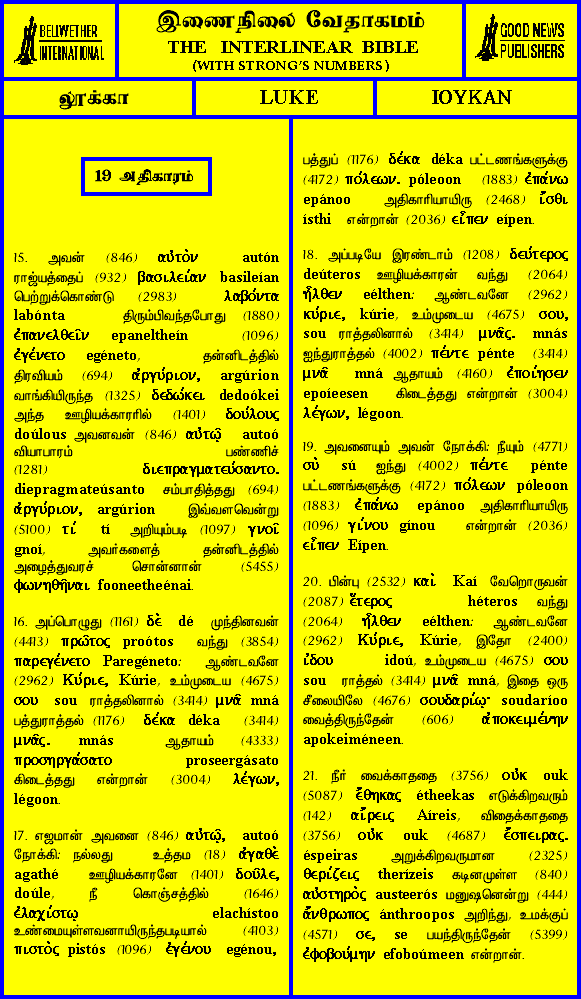 BELLWETHER
INTERNATIONAL
இணைநிலை வேதாகமம்
THE INTERLINEAR BIBLE
(WITH STRONG'S NUMBERS)
GOOD NEWS
PUBLISHERS
லூக்கா
LUKE
ΙΟΥΚΑΝ
19 அதிகாரம்
15. அவன் (846) αὐτὸν autón
ராஜ்யத்தைப் (932) βασιλείαν basileían
பெற்றுக்கொண்டு (2983) λαβόντα
labónta திரும்பிவந்தபோது (1880)
ἐπανελθεῖν epaneltheín (1096)
ἐγένετο egéneto, தன்னிடத்தில்
திரவியம் (694) ἀργύριον, argúrion
வாங்கியிருந்த (1325) δεδώκει dedoókei
அந்த ஊழியக்காரரில் (1401) δούλους
doúlous அவனவன் (846) αὐτῷ autoó
வியாபாரம் பண்ணிச்
(1281) διεπραγματεύσαντο.
diepragmateúsanto சம்பாதித்தது (694)
ἀργύριον, argúrion இவ்வளவென்று
(5100) τί tí அறியும்படி (1097) γνοῖ
gnoí, அவர்களைத் தன்னிடத்தில்
அழைத்துவரச் சொன்னான் (5455)
φωνηθῆναι fooneetheénai.
16. அப்பொழுது (1161) δὲ dé முந்தினவன்
(4413) πρῶτος proótos வந்து (3854)
παρεγένετο Paregéneto: ஆண்டவனே
(2962) Κύριε, Kúrie, உம்முடைய (4675)
σου sou ராத்தலினால் (3414) μνᾶ mná
பத்துராத்தல் (1176) δέκα déka (3414)
μνᾶς. mnás ஆதாயம் (4333)
προσηργάσατο proseergásato
கிடைத்தது என்றான் (3004) λέγων,
légoon.
17. எஜமான் அவனை (846) αὐτῷ, autoó
நோக்கி: நல்லது உத்தம (18) ἀγαθὲ
agathé ஊழியக்காரனே (1401) δοῦλε,
doúle, நீ கொஞ்சத்தில் (1646)
ἐλαχίστῳ elachístoo
உண்மையுள்ளவனாயிருந்தபடியால் (4103)
πιστὸς pistós (1096) ἐγένου egénou,
பத்துப் (1176) δέκα déka பட்டணங்களுக்கு
(4172) πόλεων. póleoon (1883) ἐπάνω
epánoo அதிகாரியாயிரு (2468) ἴσθι
ísthi என்றான் (2036) εἶπεν eípen.
18. அப்படியே இரண்டாம் (1208) δεύτερος
deúteros ஊழியக்காரன் வந்து (2064)
ἦλθεν eélthen: ஆண்டவனே (2962)
κύριε, kúrie, உம்முடைய (4675) σου,
sou ராத்தலினால் (3414) μνᾶς. mnás
ஐந்துராத்தல் (4002) πέντε pénte (3414)
μνᾶ mná ஆதாயம் (4160) ἐποίησεν
epoíeesen கிடைத்தது என்றான் (3004)
λέγων, légoon.
19. அவனையும் அவன் நோக்கி: நீயும் (4771)
σὺ sú ஐந்து (4002) πέντε pénte
பட்டணங்களுக்கு (4172) πόλεων póleoon
(1883) ἐπάνω epánoo அதிகாரியாயிரு
(1096) γίνου gínou என்றான் (2036)
εἶπεν Eípen.
20. பின்பு (2532) καὶ Kaí வேறொருவன்
(2087) ἕτερος héteros வந்து
(2064) ἦλθεν eélthen: ஆண்டவனே
(2962) Κύριε, Kúrie, இதோ (2400)
ἰδου idoú, உம்முடைய (4675) σου
sou ராத்தல் (3414) μνᾶ mná, இதை ஒரு
சீலையிலே (4676) σουδαρίῳ· soudaríoo
வைத்திருந்தேன் (606) ἀποκειμένην
apokeiméneen.
21. நீர் வைக்காததை (3756) οὐκ ouk
(5087) ἔθηκας étheekas எடுக்கிறவரும்
(142) αἴρεις Aíreis, விதைக்காததை
(3756) οὐκ ouk (4687) ἔσπειρας.
éspeiras அறுக்கிறவருமான (2325)
θερίζεις therízeis கடினமுள்ள (840)
αὐστηρὸς austeerós மனுஷனென்று (444)
ἄνθρωπος ánthroopos அறிந்து, உமக்குப்
(4571) σε, se பயந்திருந்தேன் (5399)
ἐφοβούμην efoboúmeen என்றான்.